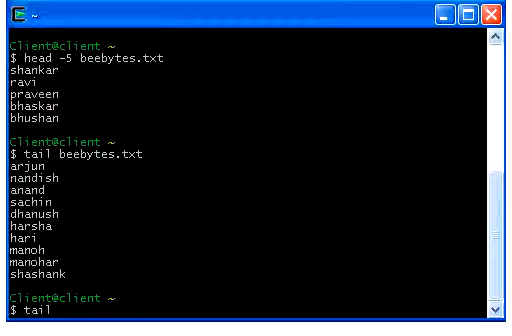 ~
Client@client ~
$ head -5 beebytes.txt
shankar
ravi
praveen
bhaskar
bhushan
Client@client ~
$ tail beebytes.txt
arjun
nandish
anand
sachin
dhanush
harsha
hari
manoh
manohar
shashank
Client@client ~
$ tail